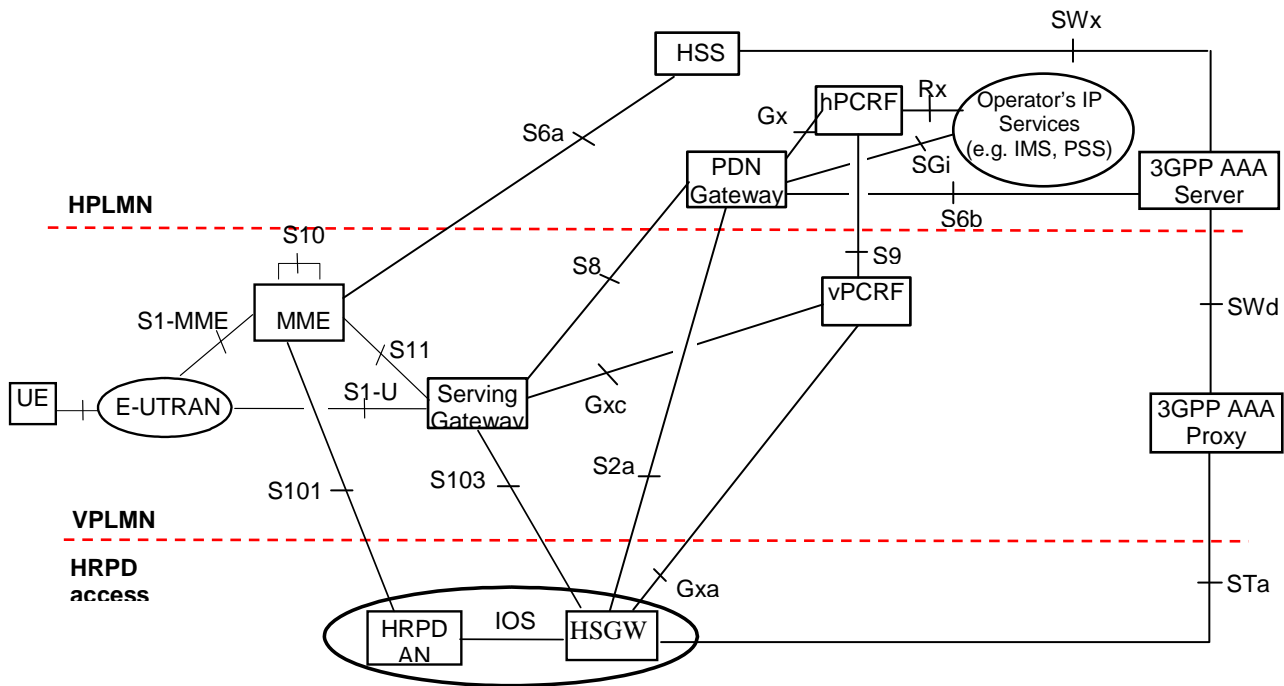 SWx
HSS
Rx
hPCRF
Operator's IP
Services
(e.g. IMS, PSS)
Gx
S6a
SGi
PDN
Gateway
3GPP AAA
Server
HPLMN
S6b
S10
S9
S8
vPCRF
MME
S1-MME
SWd
S11
UE
E-UTRAN
S1-U
Serving
Gateway
Gxc
3GPP AAA
Proxy
S2a
S101
S103
VPLMN
HRPD
access
Gxa
STa
IOS
HRPD
AN
HSGW